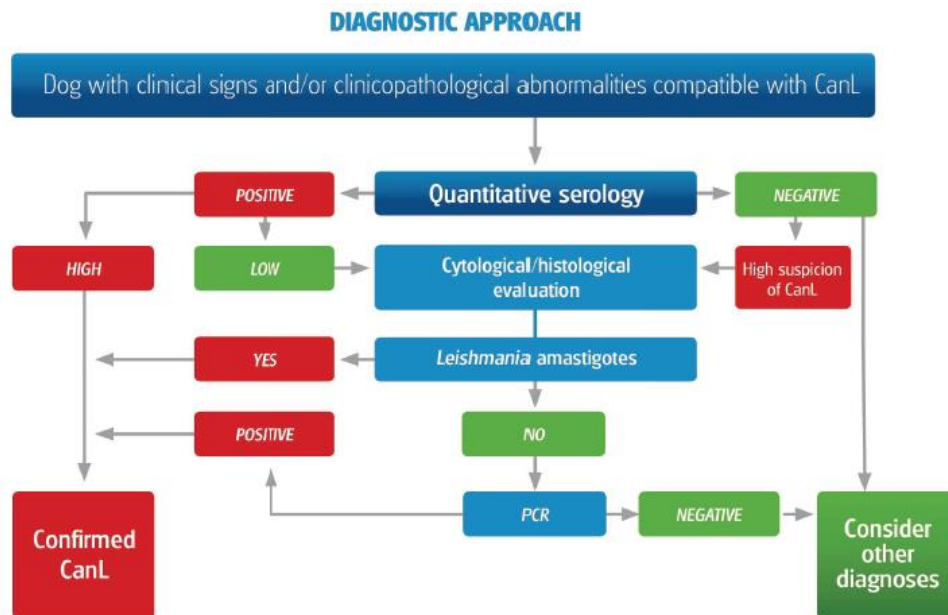 DIAGNOSTIC APPROACH
Dog with clinical signs and/or clinicopathological abnormalities compatible with CanL
POSITIVE
Quantitative serology
NEGATIVE
HIGH
LOW
Cytological/histological
evaluation
High suspicion
of CanL
YES
Leishmania amastigotes
POSITIVE
NO
Confirmed
CanL
PCR
NEGATIVE
Consider
other
diagnoses